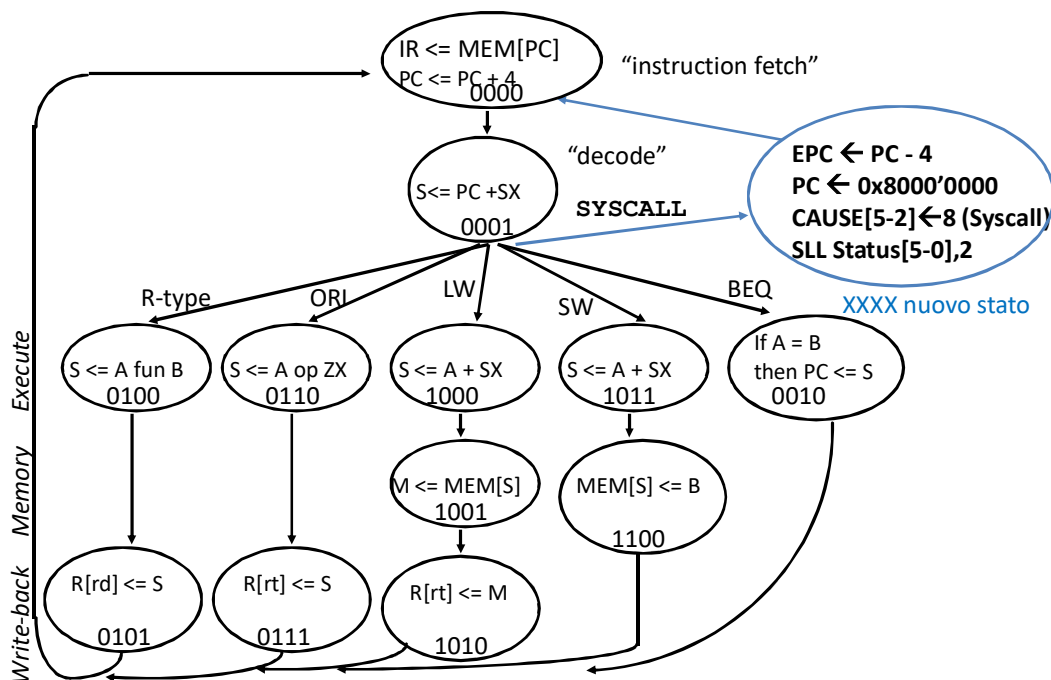 IR <= MEM[PC]
PC <= PC + 4
0000
“instruction fetch”
“decode”
S<= PC +SX
0001
SYSCALL
EPC ← PC - 4
PC ← 0x8000’0000
CAUSE[5-2]←8 (Syscall)
SLL Status[5-0],2
XXXX nuovo stato
R-type
ORI
LW
SW
BEQ
S <= A fun B
0100
S <= A op ZX
0110
S <= A + SX
1000
S <= A + SX
1011
If A = B
then PC <= S
0010
M <= MEM[S]
1001
MEM[S] <= B
1100
R[rd] <= S
0101
R[rt] <= S
0111
R[rt] <= M
1010
Execute
Memory
Write-back